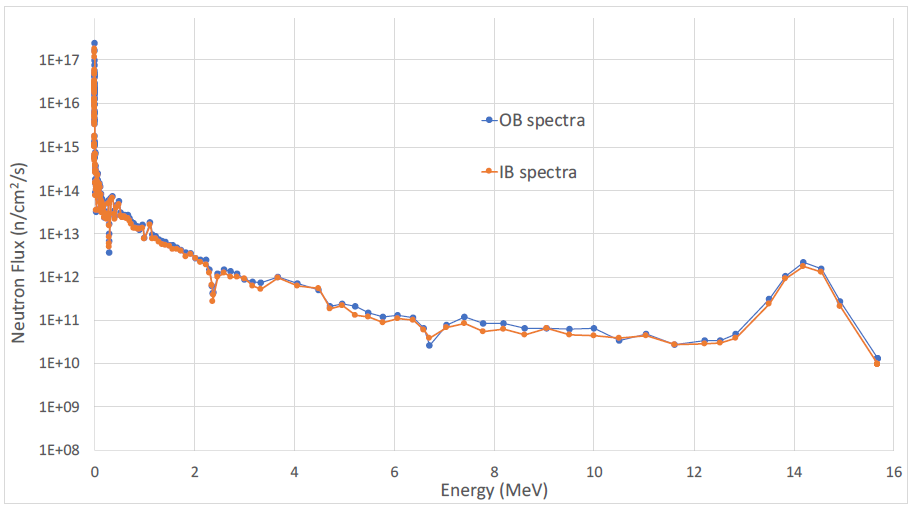 1E+17
1E+16
1E+15
1E+14
1E+13
1E+12
1E+11
1E+10
1E+09
1E+08
Neutron Flux (n/cm²/s)
OB spectra
IB spectra
0 2 4 6 8 10 12 14 16
Energy (MeV)